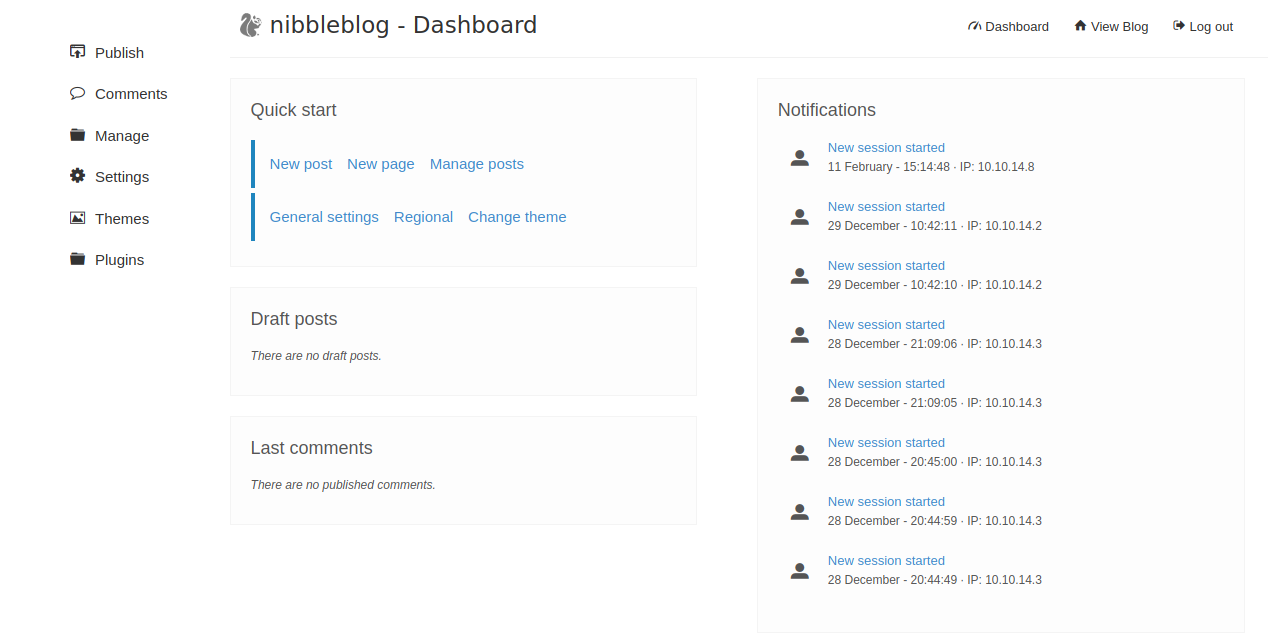 nibbleblog - Dashboard
Dashboard View Blog Log out
Publish
Comments
Manage
Settings
Themes
Plugins
Quick start
New post New page Manage posts
General settings Regional Change theme
Draft posts
There are no draft posts.
Last comments
There are no published comments.
Notifications
New session started
11 February - 15:14:48 · IP: 10.10.14.8
New session started
29 December - 10:42:11 · IP: 10.10.14.2
New session started
29 December - 10:42:10 · IP: 10.10.14.2
New session started
28 December - 21:09:06 · IP: 10.10.14.3
New session started
28 December - 21:09:05 · IP: 10.10.14.3
New session started
28 December - 20:45:00 · IP: 10.10.14.3
New session started
28 December - 20:44:59 · IP: 10.10.14.3
New session started
28 December - 20:44:49 · IP: 10.10.14.3